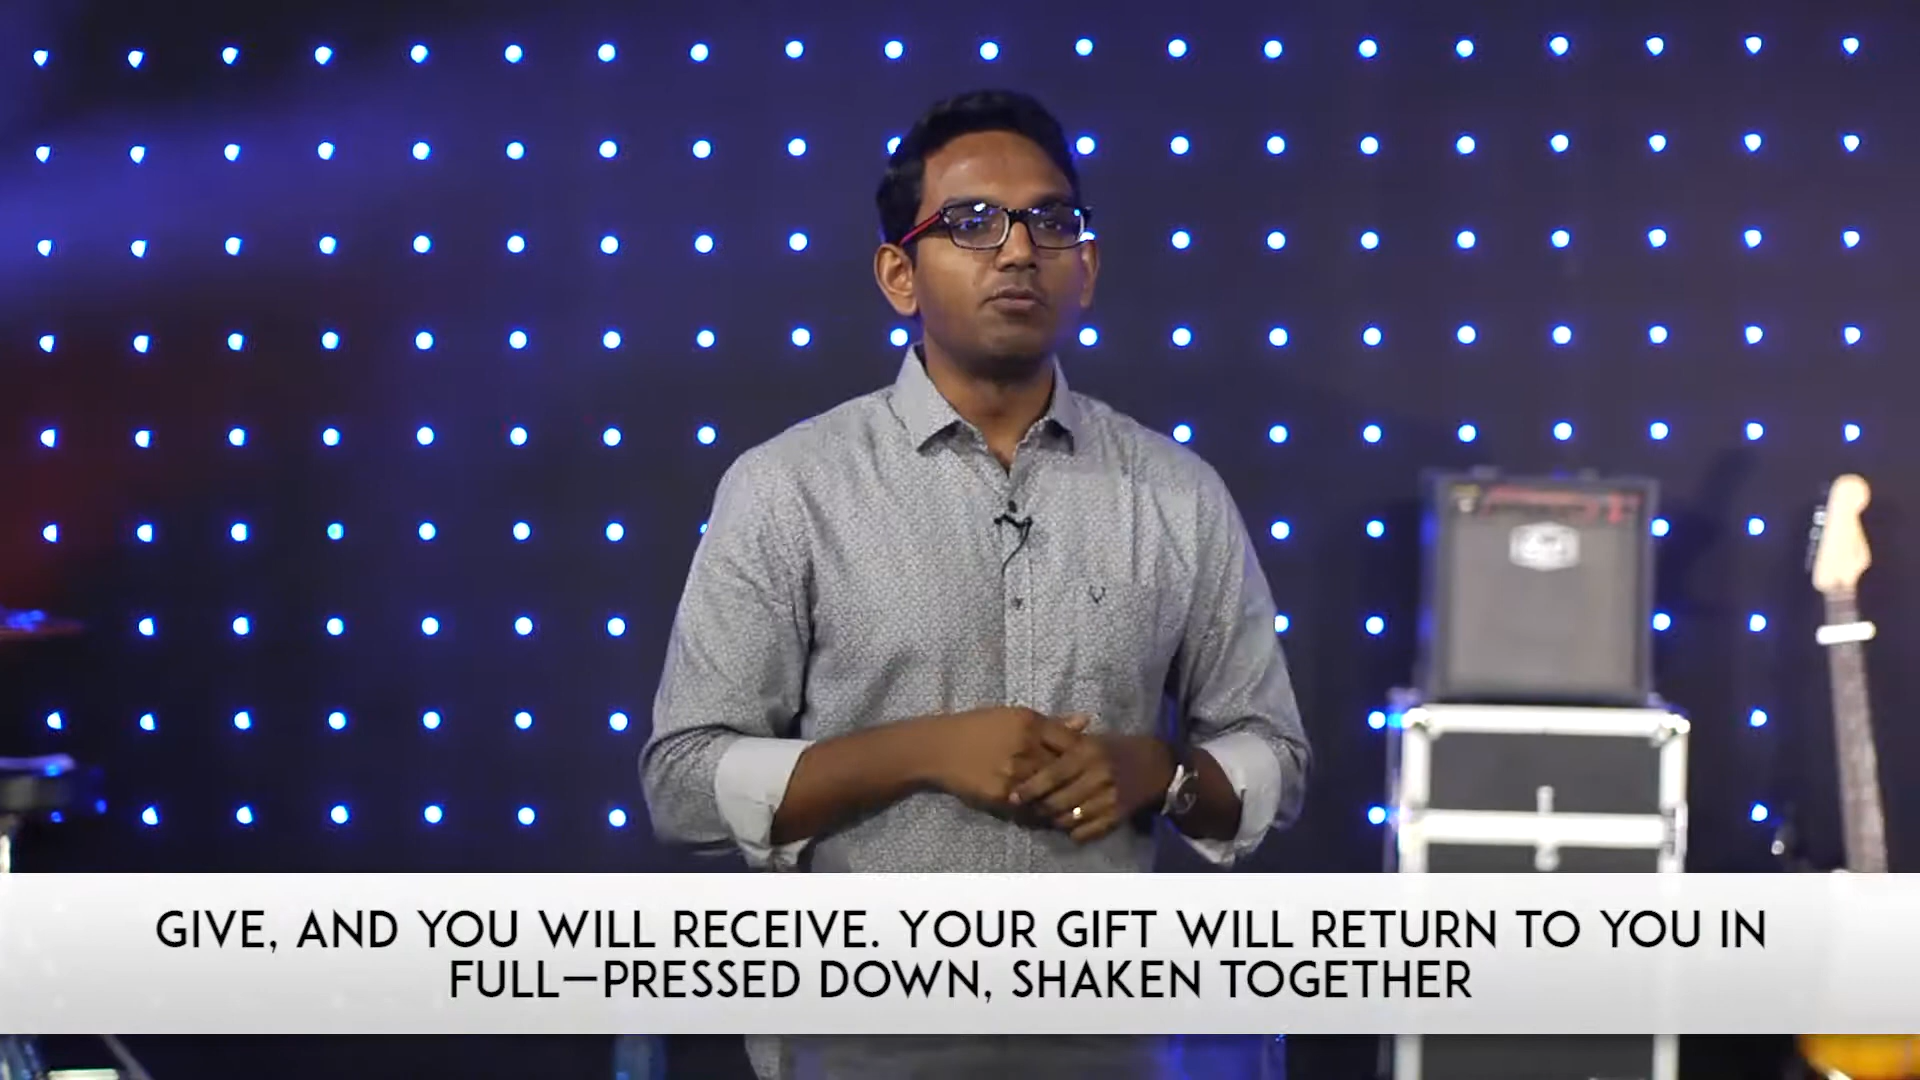 GIVE, AND YOU WILL RECEIVE. YOUR GIFT WILL RETURN TO YOU IN
FULL—PRESSED DOWN, SHAKEN TOGETHER